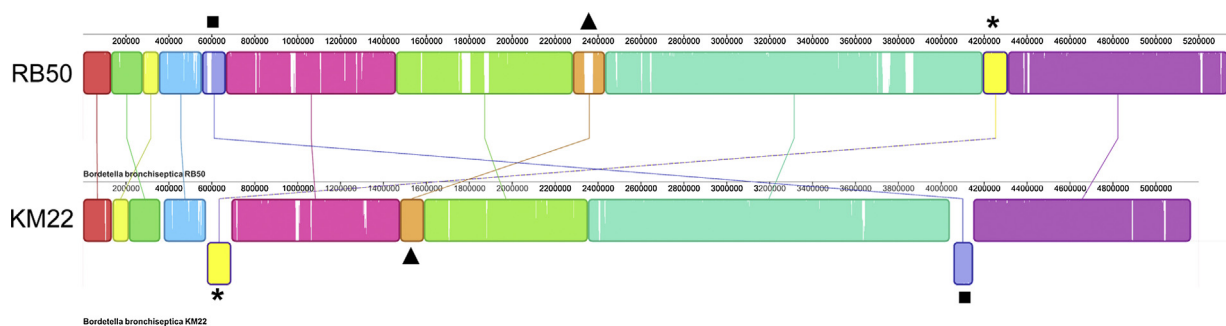 ■ ▲ *
200000 400000 600000 800000 1000000 1200000 1400000 1600000 1800000 2000000 2200000 2400000 2600000 2800000 3000000 3200000 3400000 3600000 3800000 4000000 4200000 4400000 4600000 4800000 5000000 5200000
RB50
Bordetella bronchiseptica RB50
200000 400000 600000 800000 1000000 1200000 1400000 1600000 1800000 2000000 2200000 2400000 2600000 2800000 3000000 3200000 3400000 3600000 3800000 4000000 4200000 4400000 4600000 4800000 5000000
KM22
▲
* ■
Bordetella bronchiseptica KM22